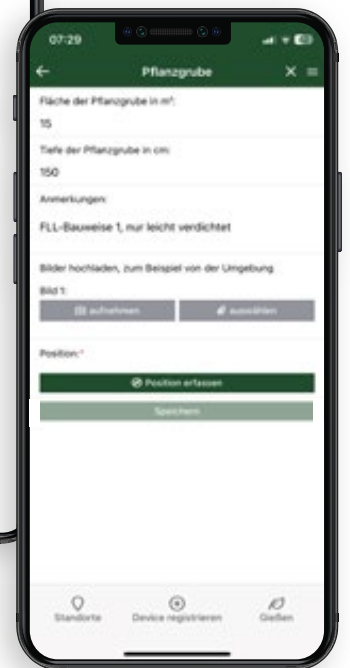 07:29
Pflanzgrube
Fläche der Pflanzgrube in m²:
15
Tiefe der Pflanzgrube in cm:
150
Anmerkungen:
FLL-Bauweise 1, nur leicht verdichtet
Bilder hochladen, zum Beispiel von der Umgebung
Bild 1:
aufnehmen auswählen
Position:*
Position erfassen
Speichern
Standorte Device registrieren Gießen